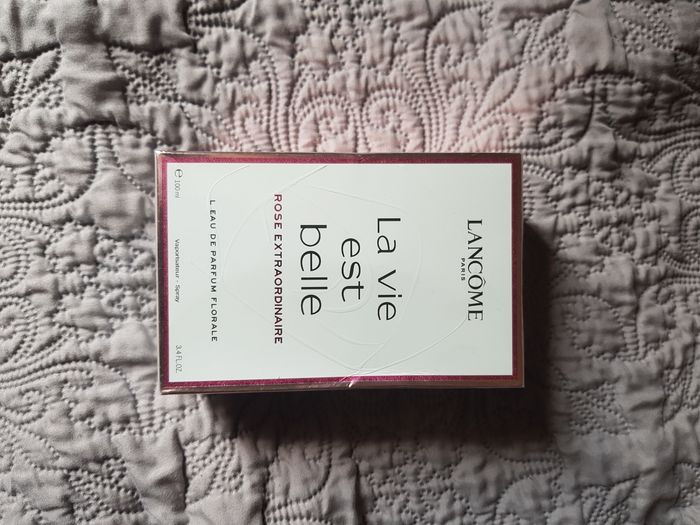 LANCÔME
PARIS
La vie
est
belle
ROSE EXTRAORDINAIRE
L'EAU DE PARFUM FLORALE
℮ 100 ml
Vaporisateur - Spray
3.4 FL.OZ.